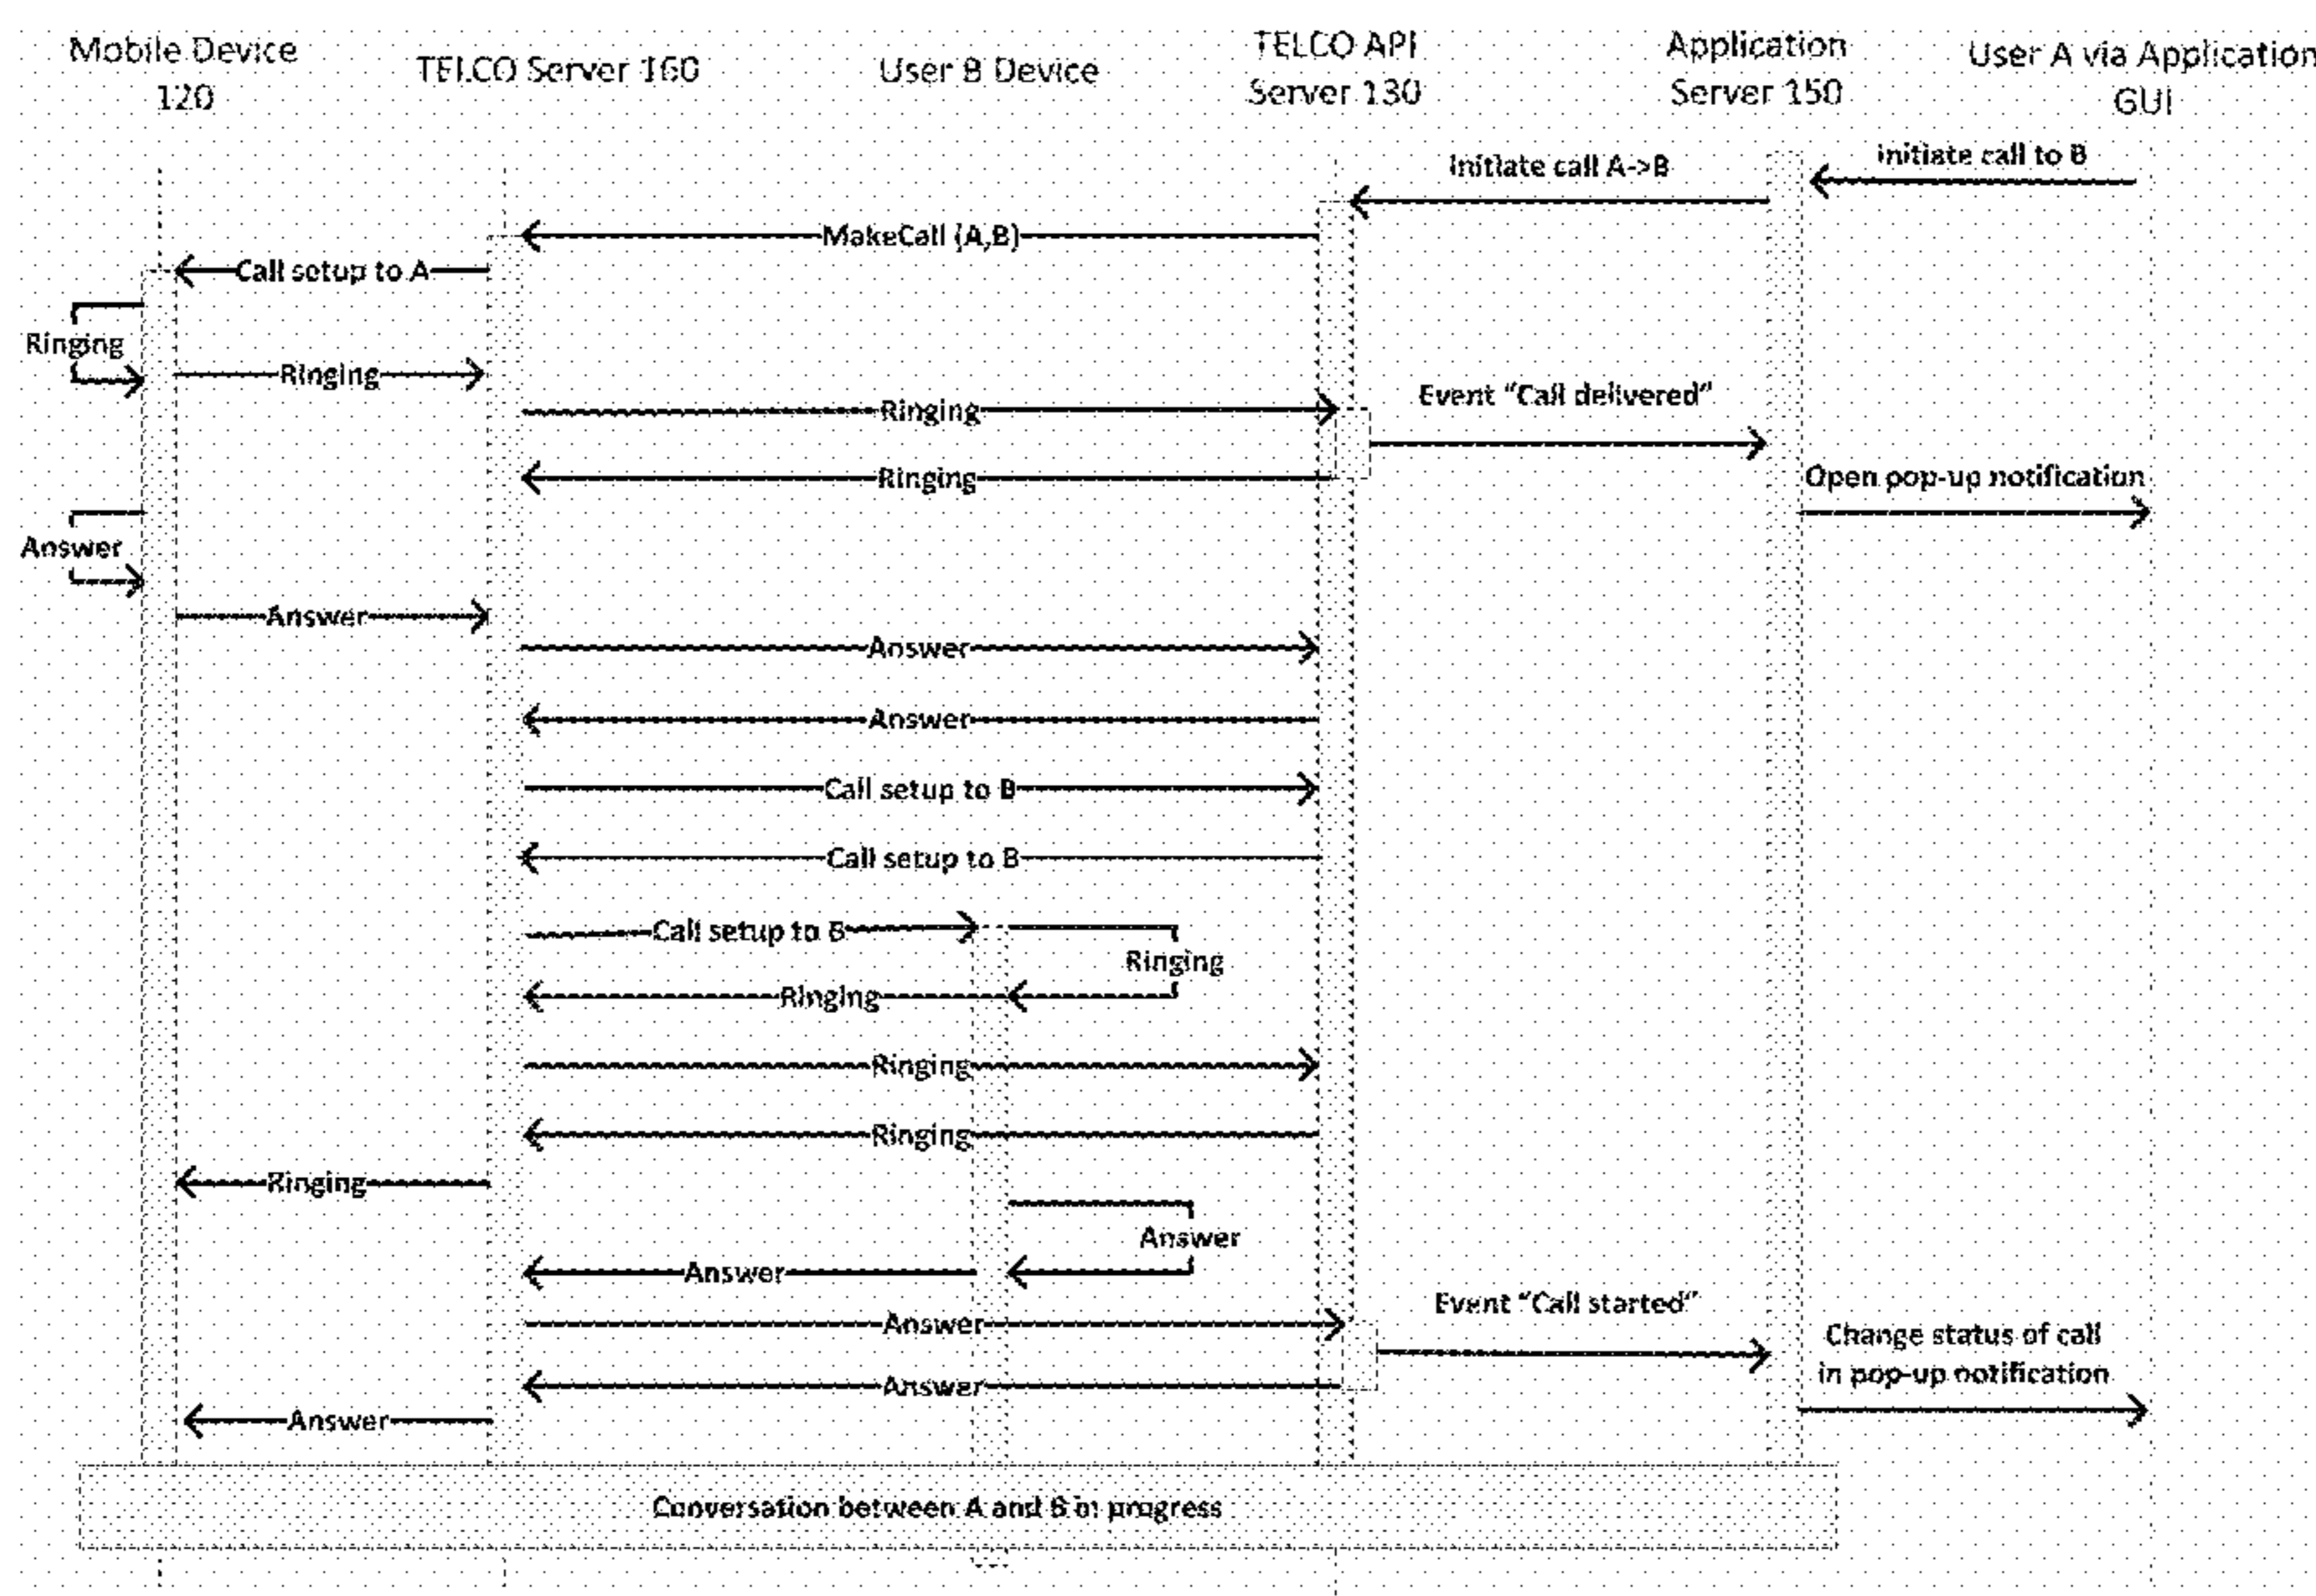 Mobile Device
120
TELCO Server 160
User B Device
TELCO API
Server 130
Application
Server 150
User A via Application
GUI
initiate call to B
Initiate call A->B
MakeCall (A,B)
Call setup to A
Ringing
Ringing
Ringing
Event "Call delivered"
Ringing
Open pop-up notification
Answer
Answer
Answer
Answer
Call setup to B
Call setup to B
Call setup to B
Ringing
Ringing
Ringing
Ringing
Ringing
Answer
Answer
Event "Call started"
Answer
Change status of call
in pop-up notification
Answer
Answer
Conversation between A and B in progress